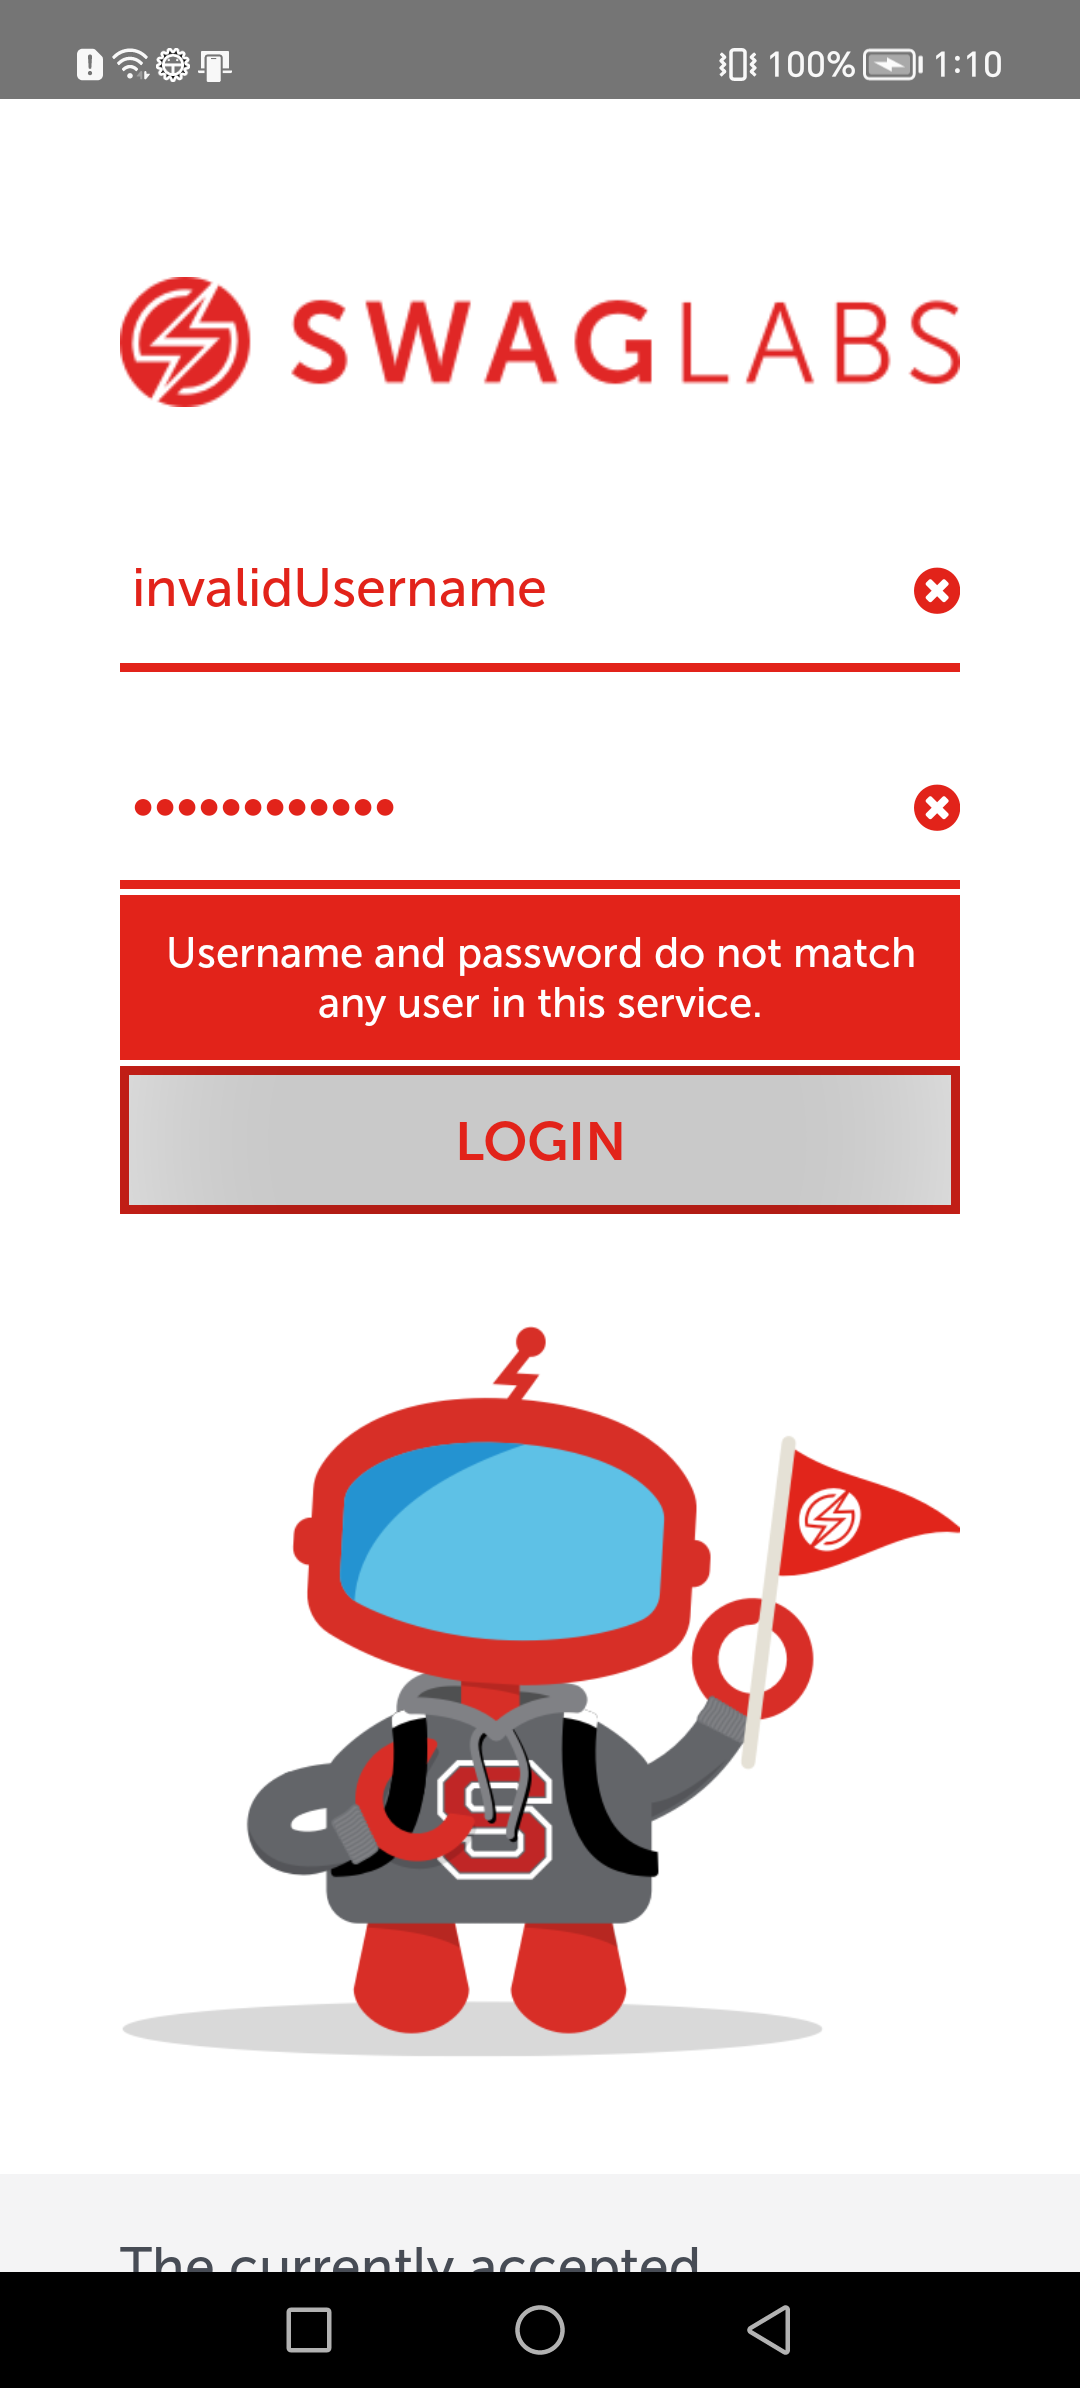 100% 1:10
SWAGLABS
invalidUsername
••••••••••••
Username and password do not match
any user in this service.
LOGIN
S
The currently accepted